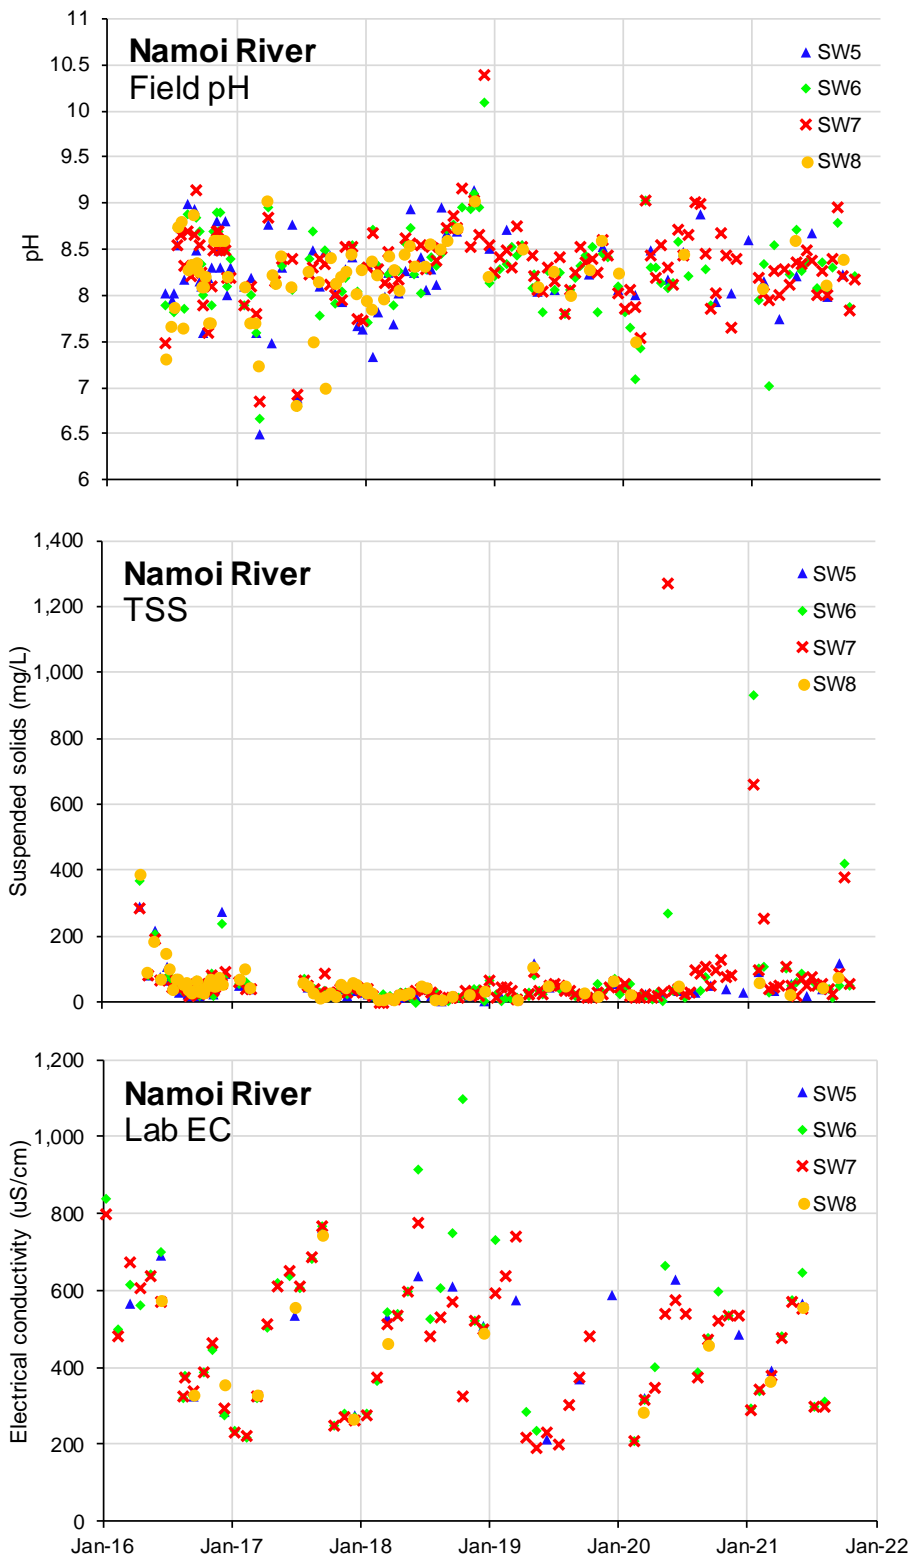 Namoi River
Field pH
pH
11
10.5
10
9.5
9
8.5
8
7.5
7
6.5
6
SW5
SW6
SW7
SW8
Namoi River
TSS
Suspended solids (mg/L)
1,400
1,200
1,000
800
600
400
200
0
SW5
SW6
SW7
SW8
Namoi River
Lab EC
Electrical conductivity (uS/cm)
1,200
1,000
800
600
400
200
0
SW5
SW6
SW7
SW8
Jan-16 Jan-17 Jan-18 Jan-19 Jan-20 Jan-21 Jan-22